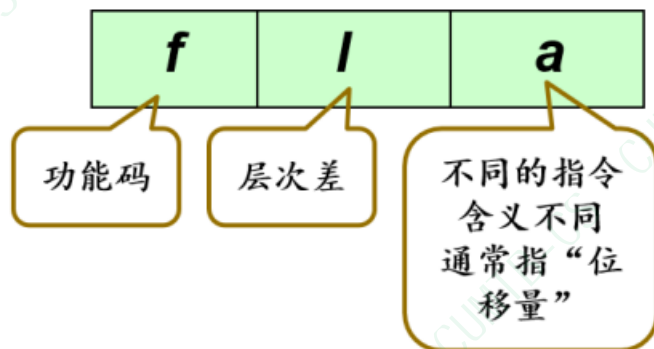 f l a
功能码
层次差
不同的指令
含义不同
通常指“位
移量”